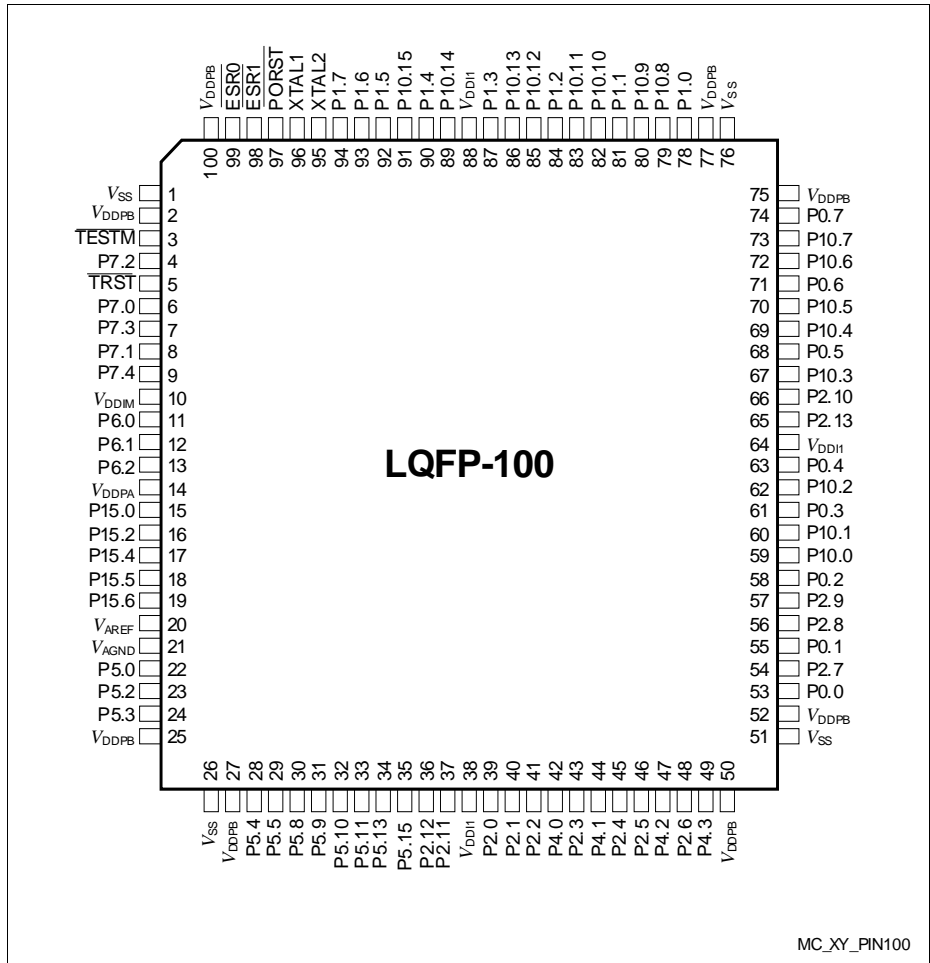 VDDPB
ESR0
ESR1
PORST
XTAL1
XTAL2
P1.7
P1.6
P1.5
P10.15
P1.4
P10.14
VDDI1
P1.3
P10.13
P10.12
P1.2
P10.11
P10.10
P1.1
P10.9
P10.8
P1.0
VDDPB
VSS
100
99
98
97
96
95
94
93
92
91
90
89
88
87
86
85
84
83
82
81
80
79
78
77
76
VSS 1
VDDPB 2
TESTM 3
P7.2 4
TRST 5
P7.0 6
P7.3 7
P7.1 8
P7.4 9
VDDIM 10
P6.0 11
P6.1 12
P6.2 13
VDDPA 14
P15.0 15
P15.2 16
P15.4 17
P15.5 18
P15.6 19
VAREF 20
VAGND 21
P5.0 22
P5.2 23
P5.3 24
VDDPB 25
LQFP-100
75 VDDPB
74 P0.7
73 P10.7
72 P10.6
71 P0.6
70 P10.5
69 P10.4
68 P0.5
67 P10.3
66 P2.10
65 P2.13
64 VDDI1
63 P0.4
62 P10.2
61 P0.3
60 P10.1
59 P10.0
58 P0.2
57 P2.9
56 P2.8
55 P0.1
54 P2.7
53 P0.0
52 VDDPB
51 VSS
26
27
28
29
30
31
32
33
34
35
36
37
38
39
40
41
42
43
44
45
46
47
48
49
50
VSS
VDDPB
P5.4
P5.5
P5.8
P5.9
P5.10
P5.11
P5.13
P5.15
P2.12
P2.11
VDDI1
P2.0
P2.1
P2.2
P4.0
P2.3
P4.1
P2.4
P2.5
P4.2
P2.6
P4.3
VDDPB
MC_XY_PIN100